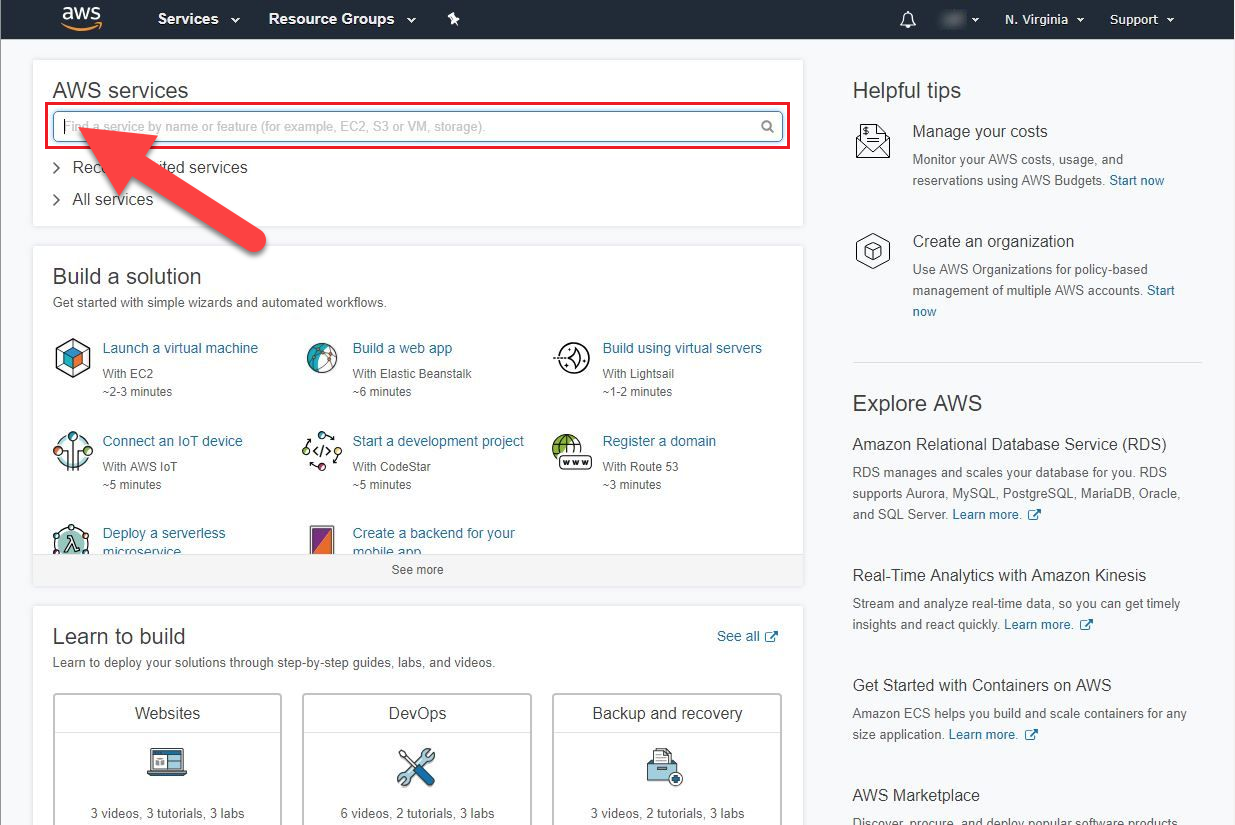 aws Services Resource Groups N. Virginia Support
AWS services
Find a service by name or feature (for example, EC2, S3 or VM, storage).
services
All services
Build a solution
Get started with simple wizards and automated workflows.
Launch a virtual machine
With EC2
~2-3 minutes
Build a web app
With Elastic Beanstalk
~6 minutes
Build using virtual servers
With Lightsail
~1-2 minutes
Connect an IoT device
With AWS IoT
~5 minutes
Start a development project
With CodeStar
~5 minutes
Register a domain
With Route 53
~3 minutes
WWW
Deploy a serverless
microservice
Create a backend for your
mobile app
See more
Learn to build
See all
Learn to deploy your solutions through step-by-step guides, labs, and videos.
Websites
3 videos, 3 tutorials, 3 labs
DevOps
6 videos, 2 tutorials, 3 labs
Backup and recovery
3 videos, 2 tutorials, 3 labs
Helpful tips
Manage your costs
Monitor your AWS costs, usage, and
reservations using AWS Budgets. Start now
Create an organization
Use AWS Organizations for policy-based
management of multiple AWS accounts. Start
now
Explore AWS
Amazon Relational Database Service (RDS)
RDS manages and scales your database for you. RDS
supports Aurora, MySQL, PostgreSQL, MariaDB, Oracle,
and SQL Server. Learn more.
Real-Time Analytics with Amazon Kinesis
Stream and analyze real-time data, so you can get timely
insights and react quickly. Learn more.
Get Started with Containers on AWS
Amazon ECS helps you build and scale containers for any
size application. Learn more.
AWS Marketplace
Discover, procure, and deploy popular software products